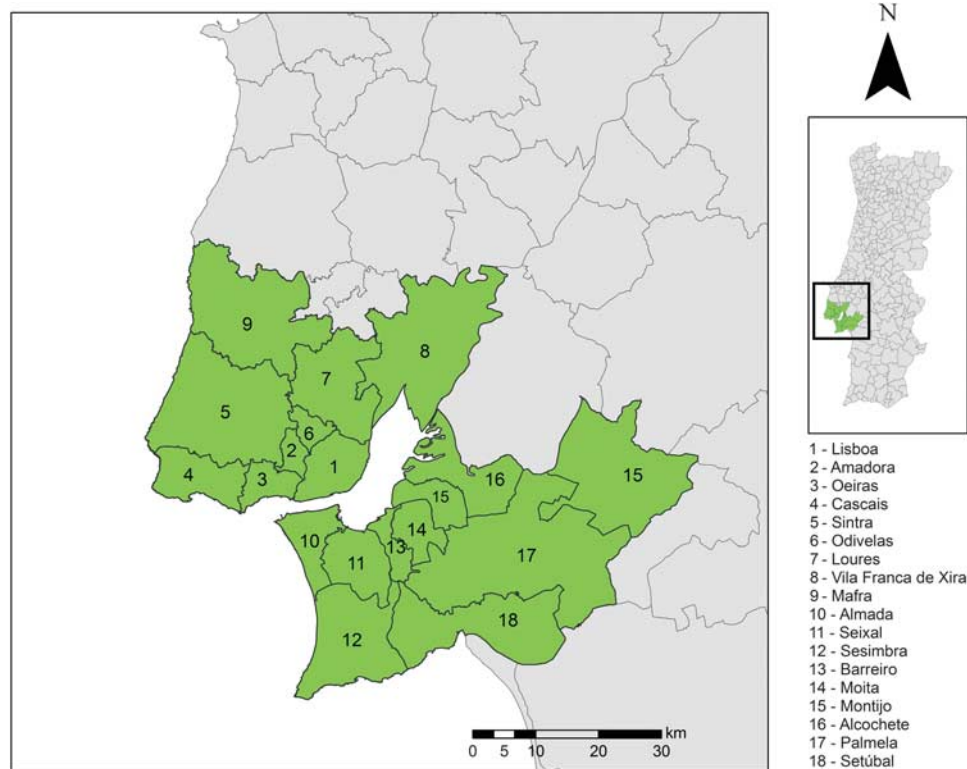 N
9
8
7
5
6
2
1
4
3
15
16
15
10
14
13
11
17
18
12
km
0 5 10 20 30
1 - Lisboa
2 - Amadora
3 - Oeiras
4 - Cascais
5 - Sintra
6 - Odivelas
7 - Loures
8 - Vila Franca de Xira
9 - Mafra
10 - Almada
11 - Seixal
12 - Sesimbra
13 - Barreiro
14 - Moita
15 - Montijo
16 - Alcochete
17 - Palmela
18 - Setúbal